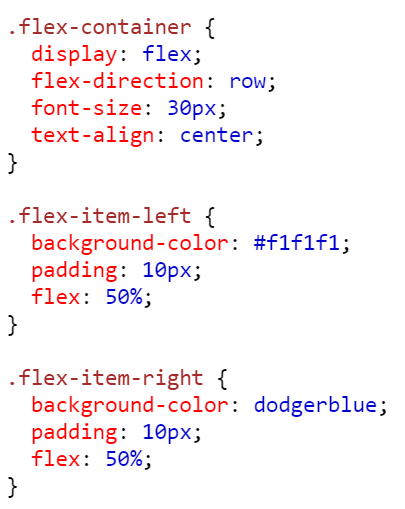 .flex-container {
  display: flex;
  flex-direction: row;
  font-size: 30px;
  text-align: center;
}

.flex-item-left {
  background-color: #f1f1f1;
  padding: 10px;
  flex: 50%;
}

.flex-item-right {
  background-color: dodgerblue;
  padding: 10px;
  flex: 50%;
}